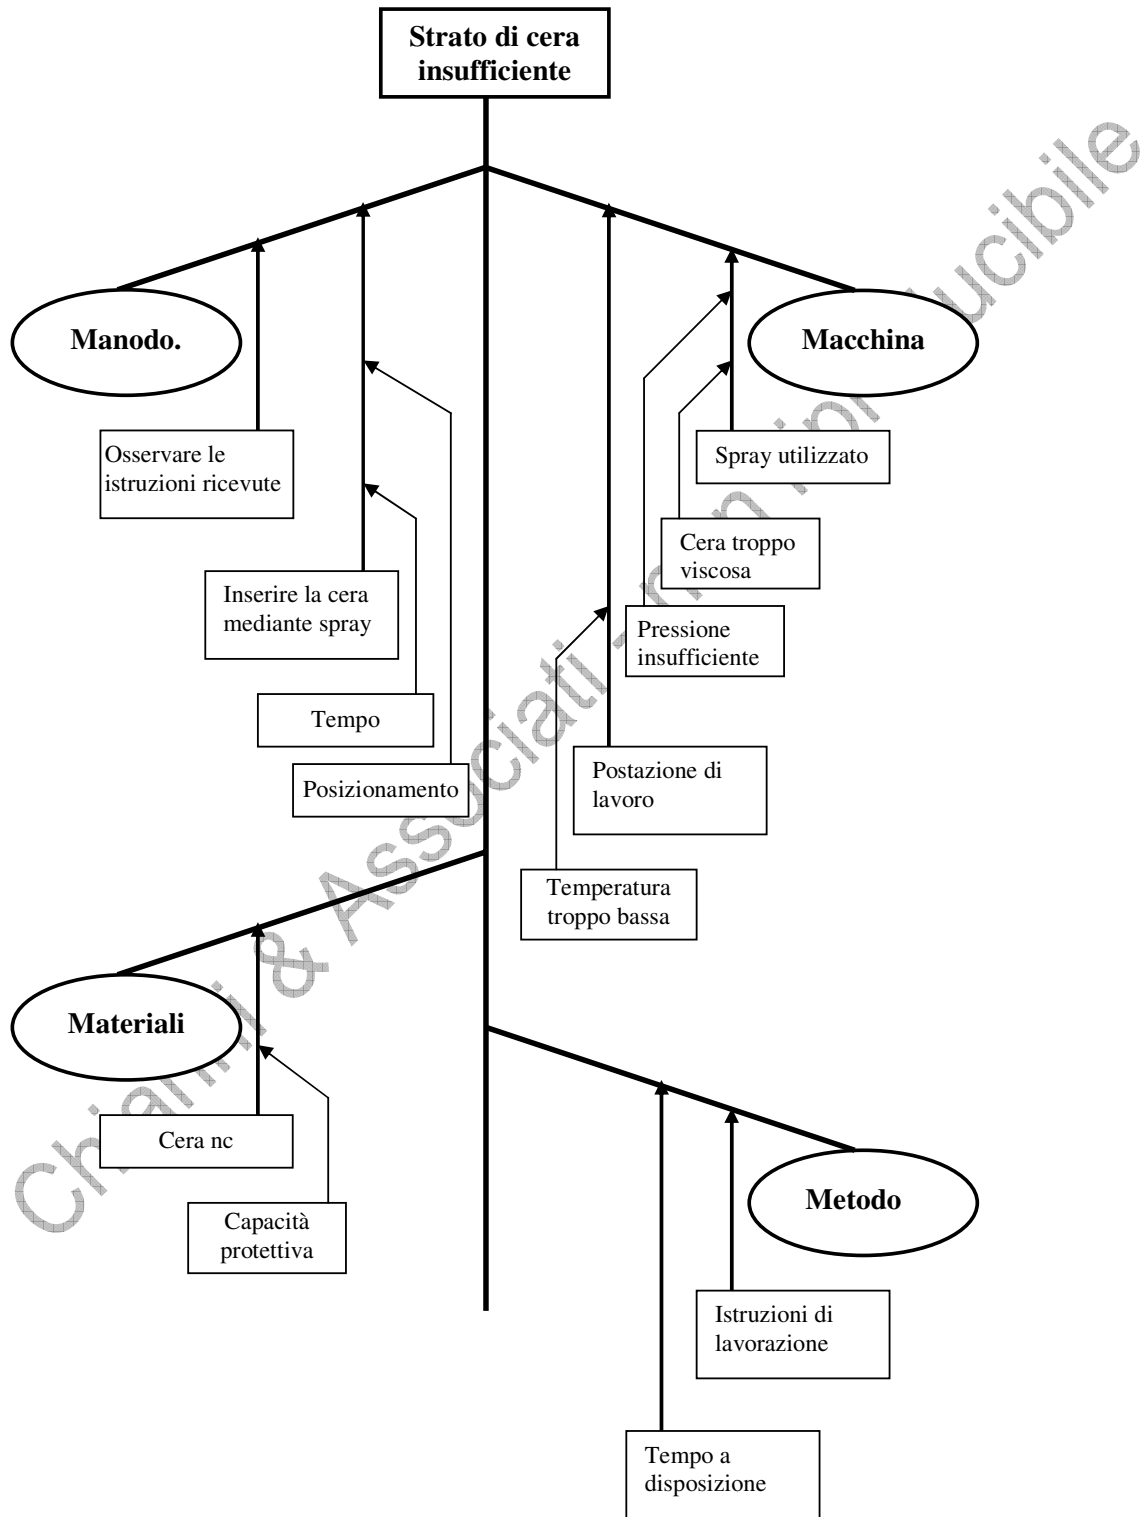 Strato di cera
insufficiente
Manodo.
Macchina
Osservare le
istruzioni ricevute
Spray utilizzato
Cera troppo
viscosa
Inserire la cera
mediante spray
Pressione
insufficiente
Tempo
Posizionamento
Postazione di
lavoro
Temperatura
troppo bassa
Materiali
Cera nc
Capacità
protettiva
Metodo
Istruzioni di
lavorazione
Tempo a
disposizione